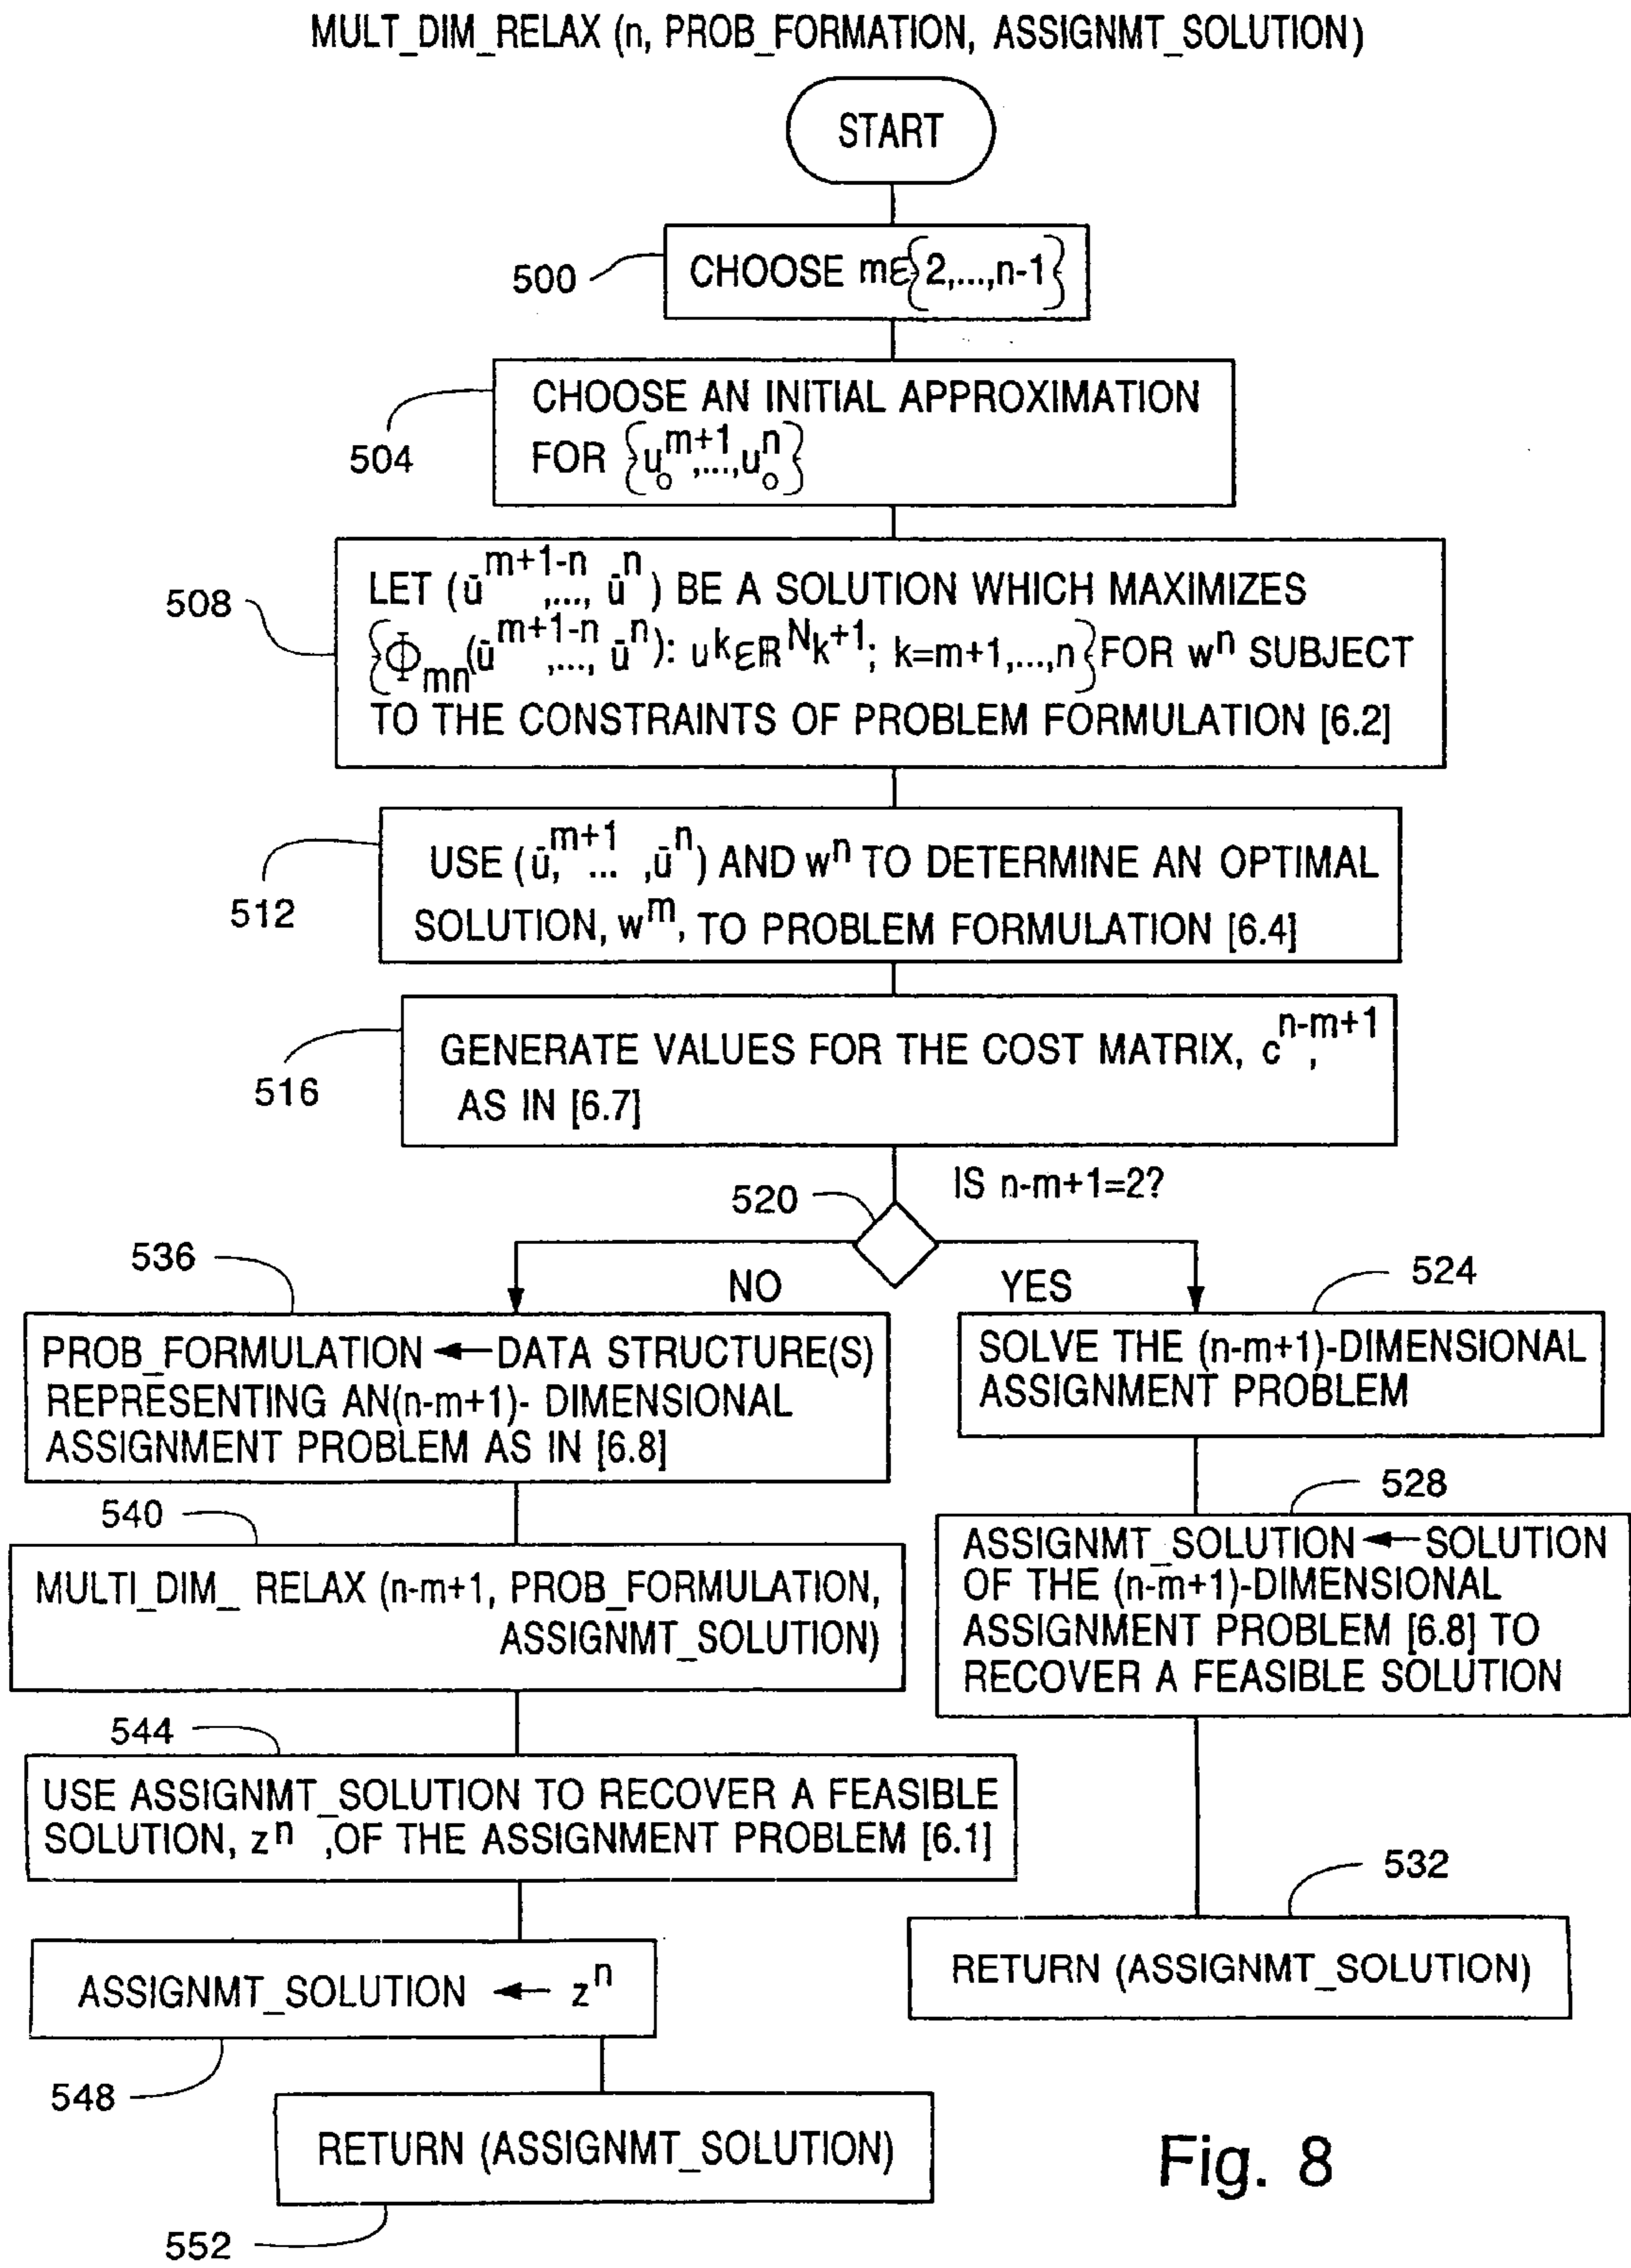 MULT_DIM_RELAX (n, PROB_FORMATION, ASSIGNMT_SOLUTION)
START
500
CHOOSE mε{2,...,n-1}
504
CHOOSE AN INITIAL APPROXIMATION
FOR {u₀^m+1,...,u₀^n}
508
LET (ū^m+1-n,..., ū^n) BE A SOLUTION WHICH MAXIMIZES
{Φ_mn(ū^m+1-n,..., ū^n): u^kεℝ^N_k+1; k=m+1,...,n} FOR w^n SUBJECT
TO THE CONSTRAINTS OF PROBLEM FORMULATION [6.2]
512
USE (ū,^m+1 ... ,ū^n) AND w^n TO DETERMINE AN OPTIMAL
SOLUTION, w^m, TO PROBLEM FORMULATION [6.4]
516
GENERATE VALUES FOR THE COST MATRIX, c^n-m+1,
AS IN [6.7]
520
IS n-m+1=2?
NO
YES
536
PROB_FORMULATION ← DATA STRUCTURE(S)
REPRESENTING AN(n-m+1)- DIMENSIONAL
ASSIGNMENT PROBLEM AS IN [6.8]
540
MULTI_DIM_ RELAX (n-m+1, PROB_FORMULATION,
ASSIGNMT_SOLUTION)
544
USE ASSIGNMT_SOLUTION TO RECOVER A FEASIBLE
SOLUTION, z^n ,OF THE ASSIGNMENT PROBLEM [6.1]
ASSIGNMT_SOLUTION ← z^n
548
RETURN (ASSIGNMT_SOLUTION)
552
524
SOLVE THE (n-m+1)-DIMENSIONAL
ASSIGNMENT PROBLEM
528
ASSIGNMT_SOLUTION ← SOLUTION
OF THE (n-m+1)-DIMENSIONAL
ASSIGNMENT PROBLEM [6.8] TO
RECOVER A FEASIBLE SOLUTION
532
RETURN (ASSIGNMT_SOLUTION)
Fig. 8